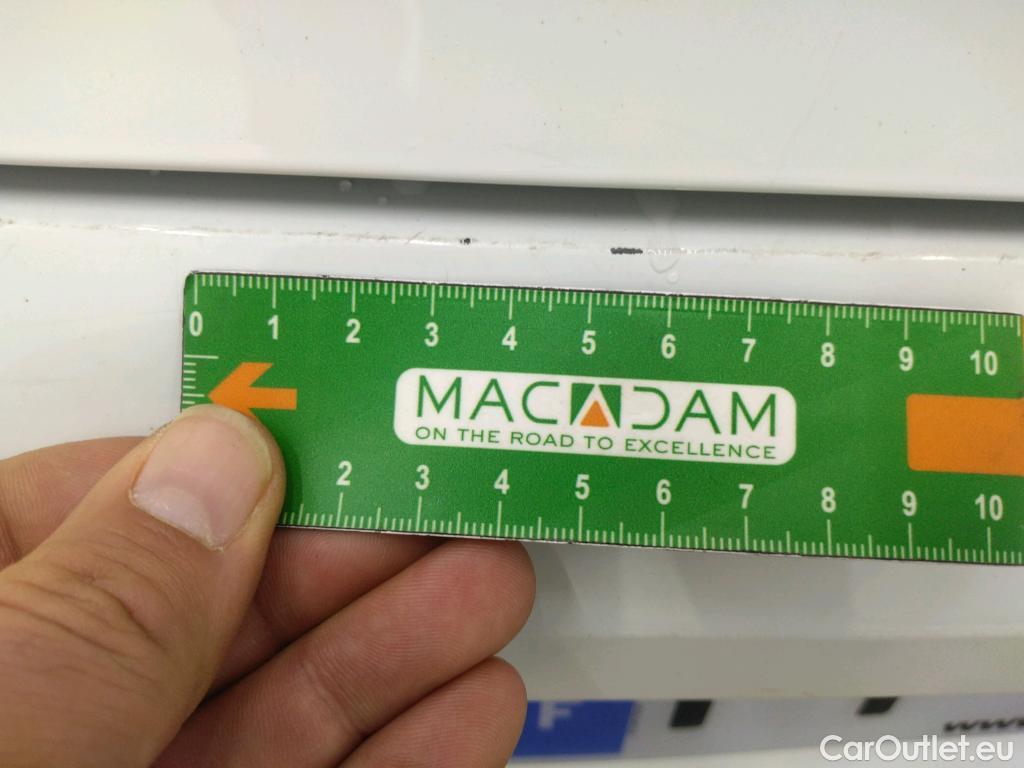 0 1 2 3 4 5 6 7 8 9 10
MACADAM
ON THE ROAD TO EXCELLENCE
2 3 4 5 6 7 8 9 10
F
www
CarOutlet.eu